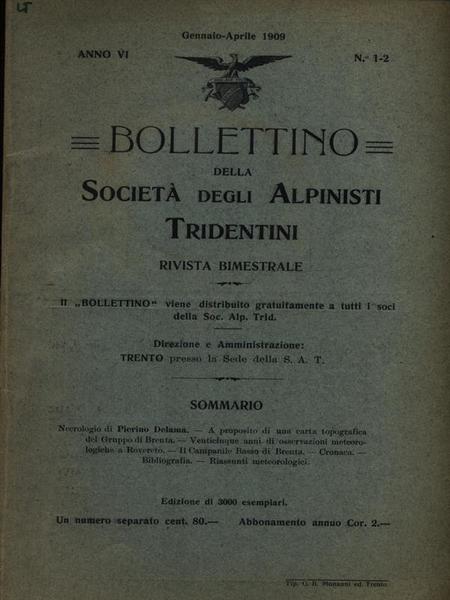 Gennaio-Aprile 1909
ANNO VI
N.º 1-2
BOLLETTINO
DELLA
SOCIETÀ DEGLI ALPINISTI
TRIDENTINI
RIVISTA BIMESTRALE
Il „BOLLETTINO“ viene distribuito gratuitamente a tutti i soci
della Soc. Alp. Trid.
Direzione e Amministrazione:
TRENTO presso la Sede della S. A. T.
SOMMARIO
Necrologio di Pierino Delama. — A proposito di una carta topografica
del Gruppo di Brenta. — Venticinque anni di osservazioni meteoro-
logiche a Rovereto. — Il Campanile Basso di Brenta. — Cronaca. —
Bibliografia. — Riassunti meteorologici.
Edizione di 3000 esemplari.
Un numero separato cent. 80.— Abbonamento annuo Cor. 2.—
Tip. G. B. Monauni ed. Trento